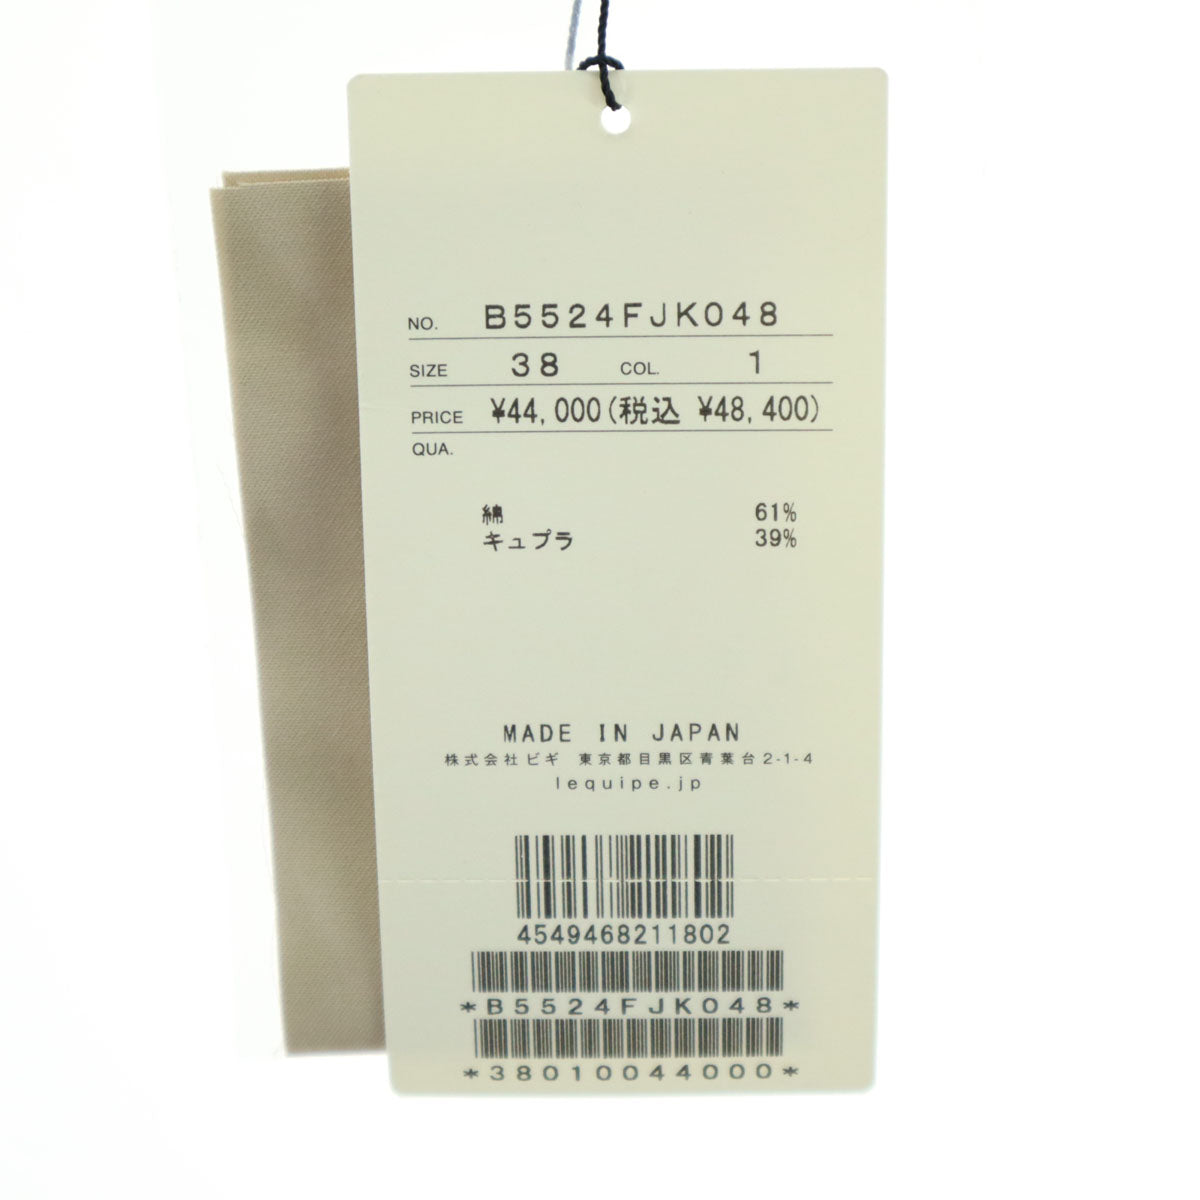 NO. B5524FJK048
SIZE 38 COL. 1
PRICE ¥44,000(税込 ¥48,400)
QUA.
綿 61%
キュプラ 39%
MADE IN JAPAN
株式会社ビギ 東京都目黒区青葉台2-1-4
lequipe.jp
4549468211802
*B5524FJK048*
*38010044000*